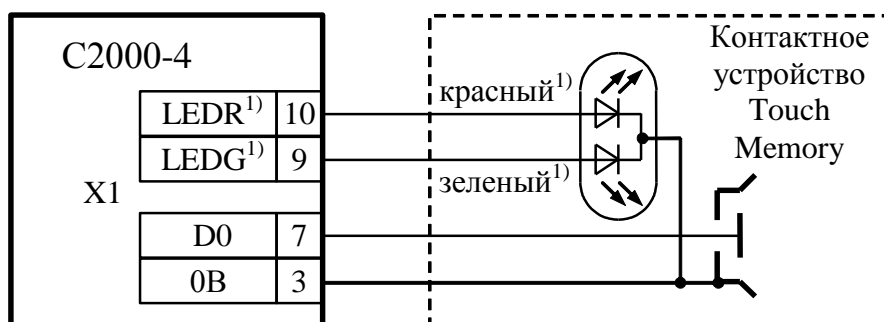 С2000-4
LEDR1) 10
LEDG1) 9
X1
D0 7
0В 3
красный1)
зеленый1)
Контактное
устройство
Touch
Memory